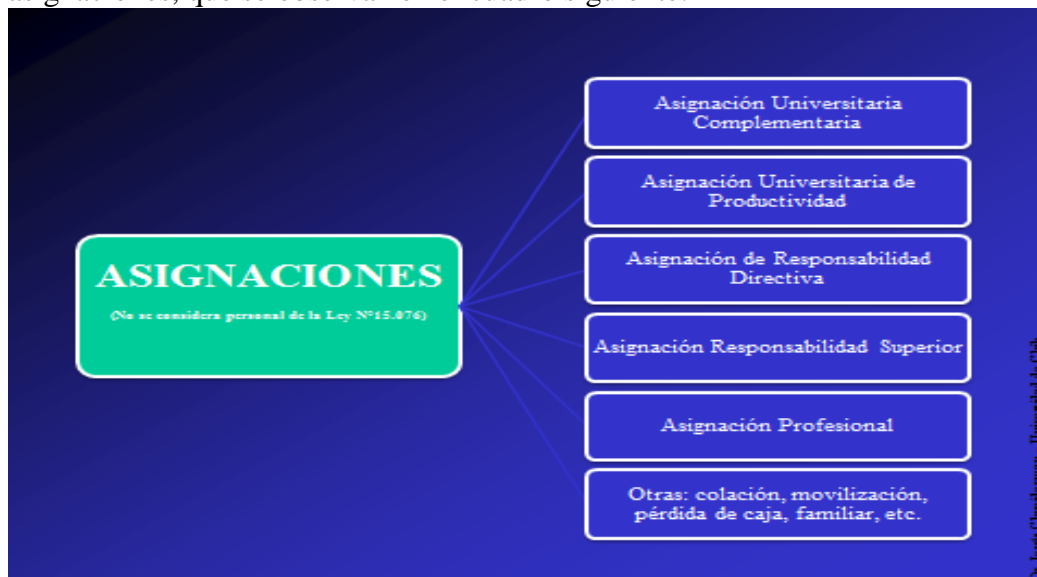 Asignación Universitaria
Complementaria
Asignación Universitaria de
Productividad
ASIGNACIONES
(No se considera personal de la Ley N°15.076)
Asignación de Responsabilidad
Directiva
Asignación Responsabilidad Superior
Asignación Profesional
Otras: colación, movilización,
pérdida de caja, familiar, etc.